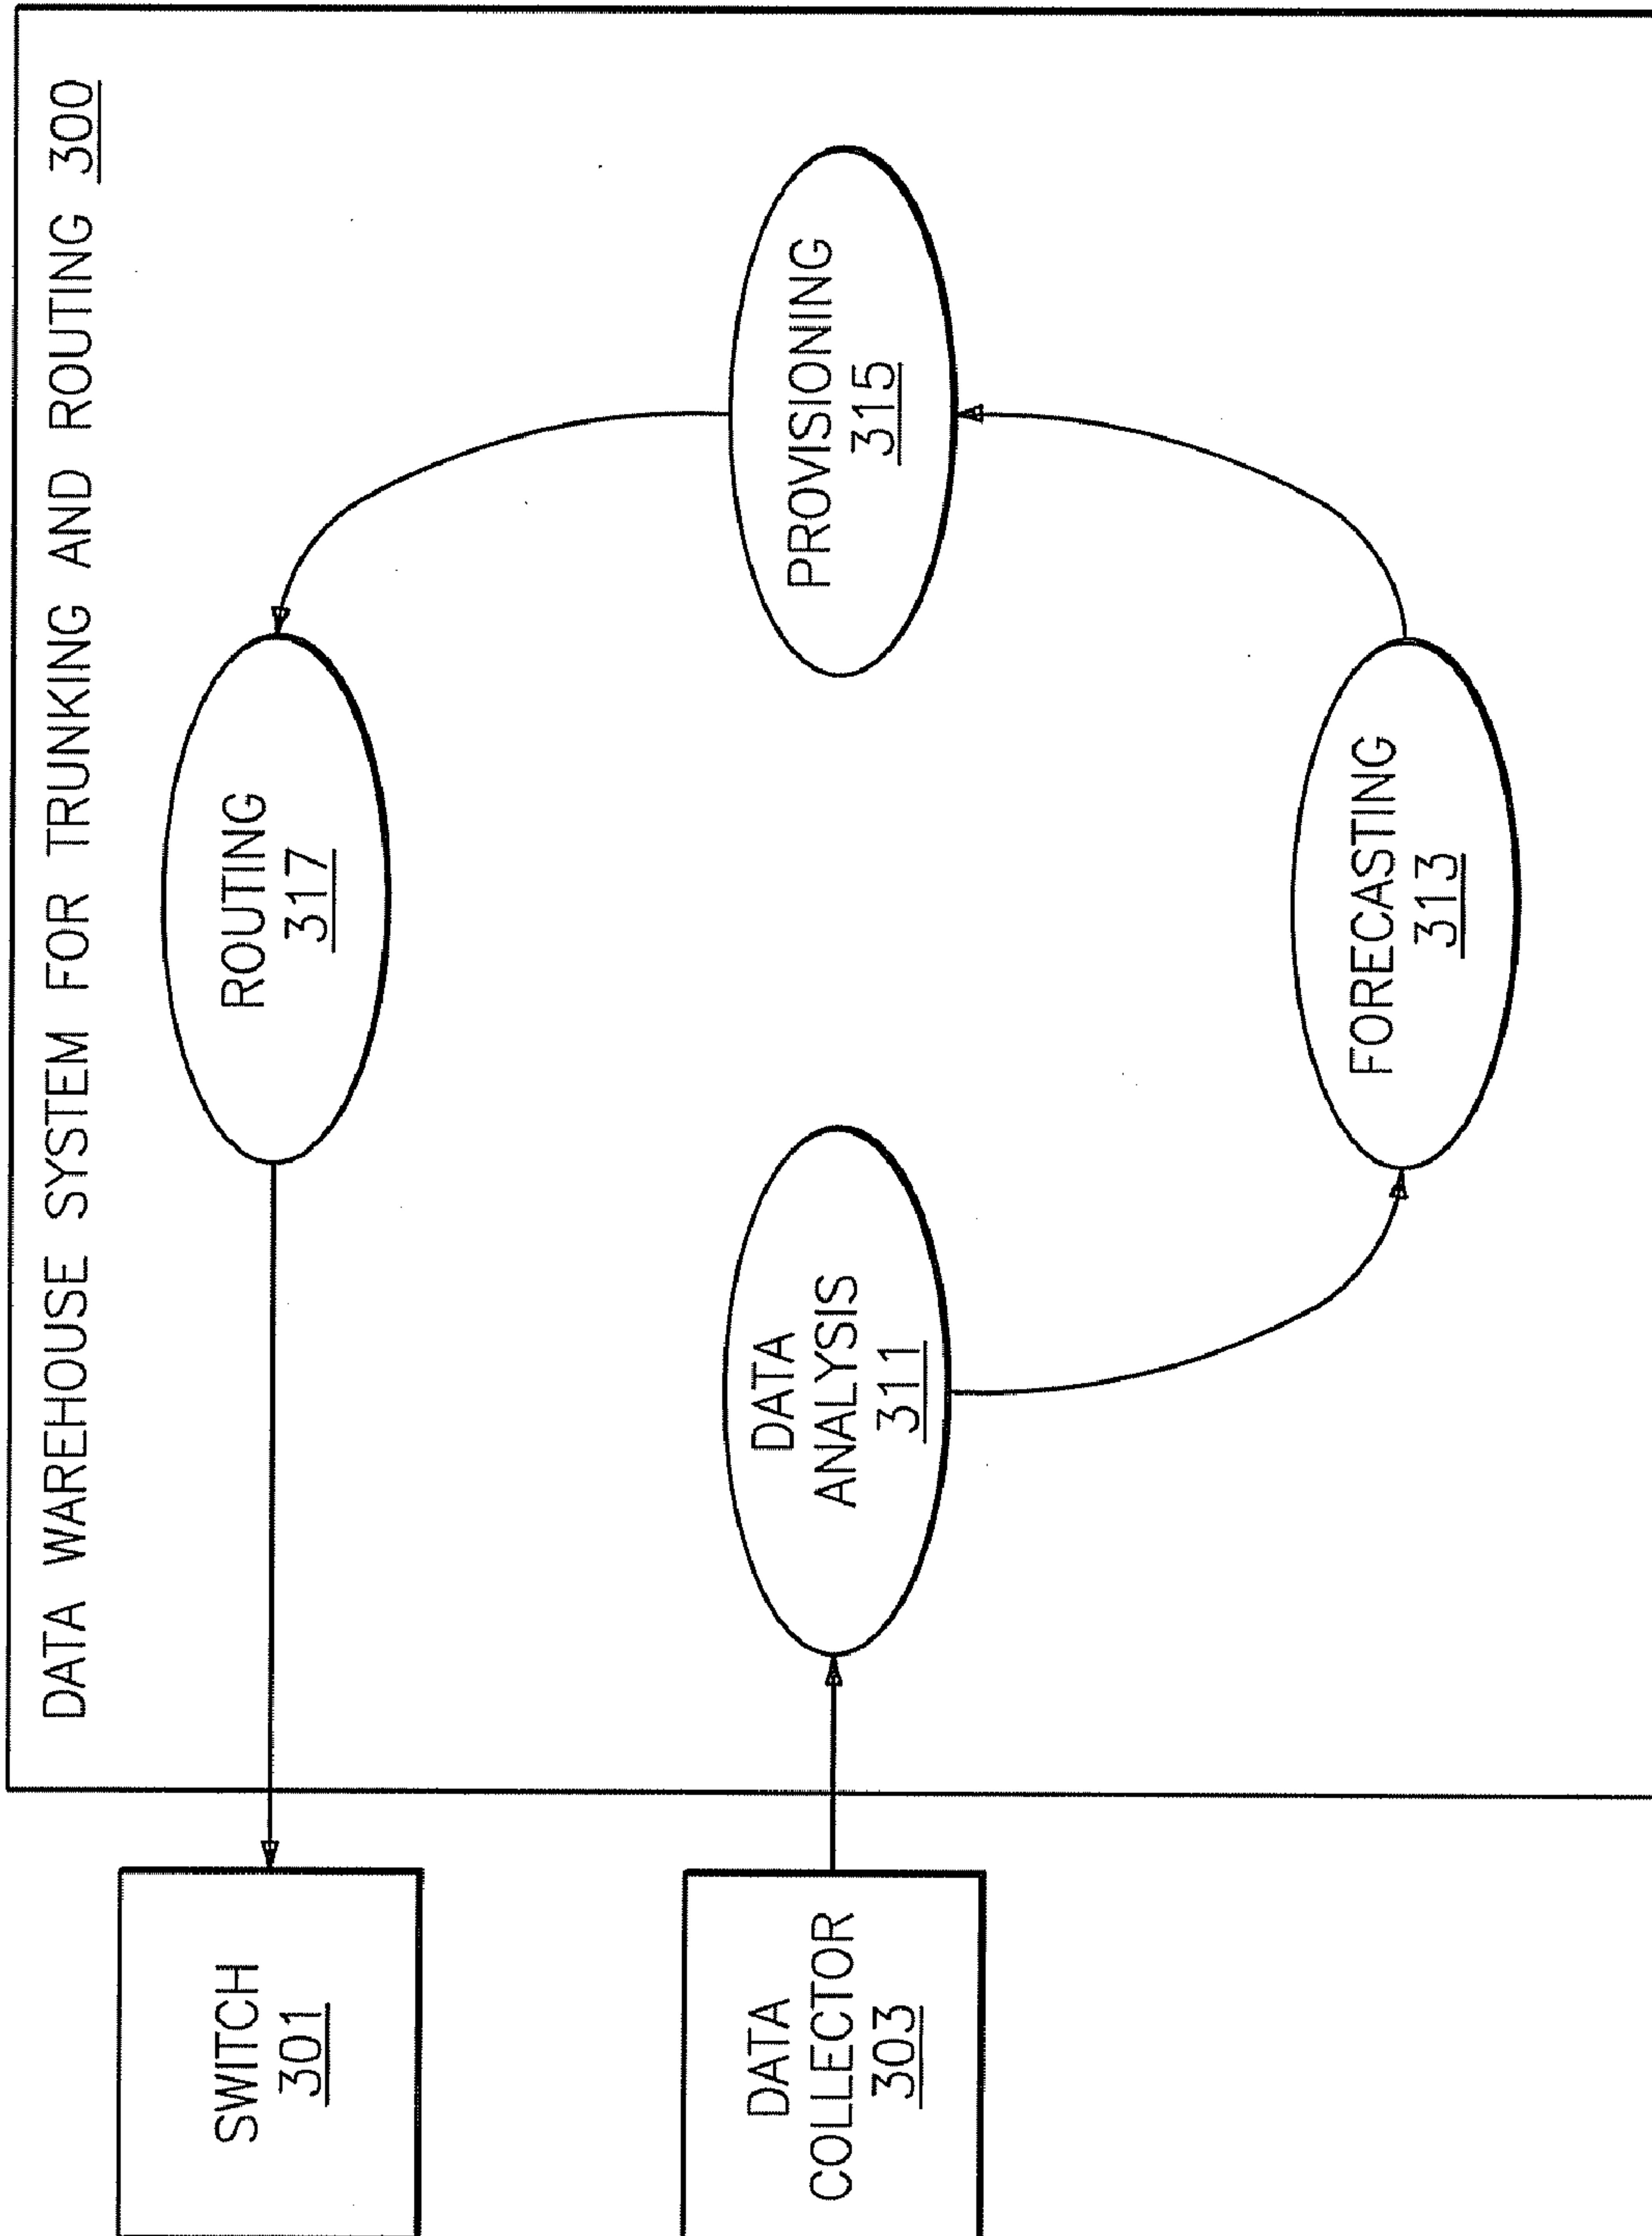 DATA WAREHOUSE SYSTEM FOR TRUNKING AND ROUTING 300
SWITCH
301
ROUTING
317
DATA
COLLECTOR
303
DATA
ANALYSIS
311
PROVISIONING
315
FORECASTING
313